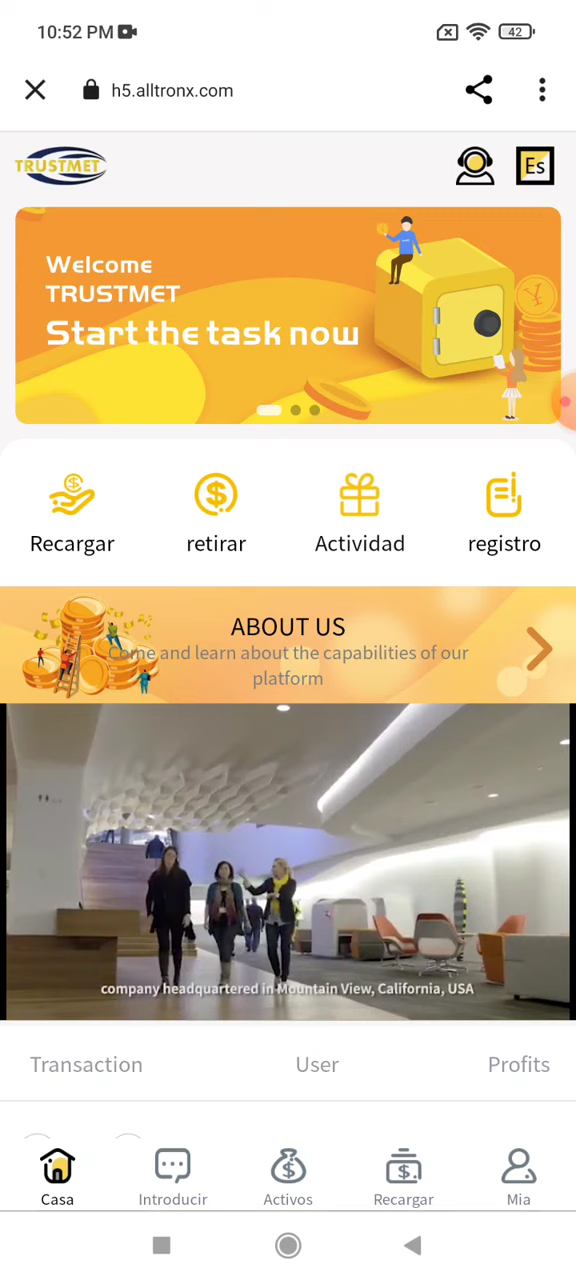 10:52 PM
42
h5.alltronx.com
TRUSTMET
Es
Welcome
TRUSTMET
Start the task now
Recargar
retirar
Actividad
registro
ABOUT US
Come and learn about the capabilities of our
platform
company headquartered in Mountain View, California, USA
Transaction
User
Profits
Casa
Introducir
Activos
Recargar
Mia